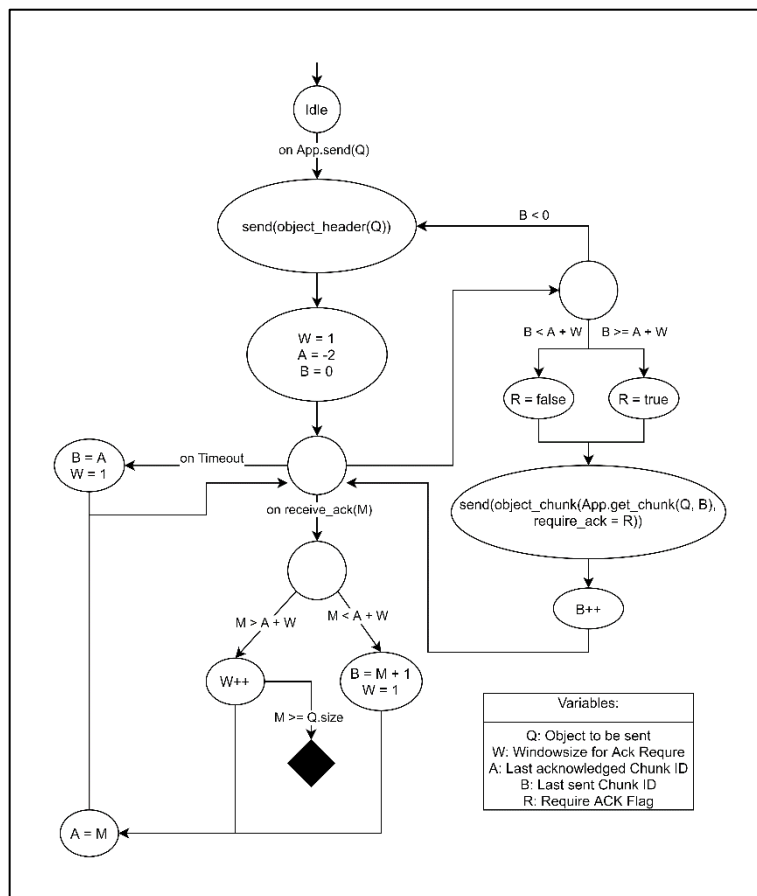 Idle
on App.send(Q)
send(object_header(Q))
B < 0
W = 1
A = -2
B = 0
B < A + W
B >= A + W
R = false
R = true
B = A
W = 1
on Timeout
on receive_ack(M)
send(object_chunk(App.get_chunk(Q, B),
require_ack = R))
B++
M > A + W
M < A + W
W++
B = M + 1
W = 1
M >= Q.size
A = M
Variables:
Q: Object to be sent
W: Windowsize for Ack Requre
A: Last acknowledged Chunk ID
B: Last sent Chunk ID
R: Require ACK Flag